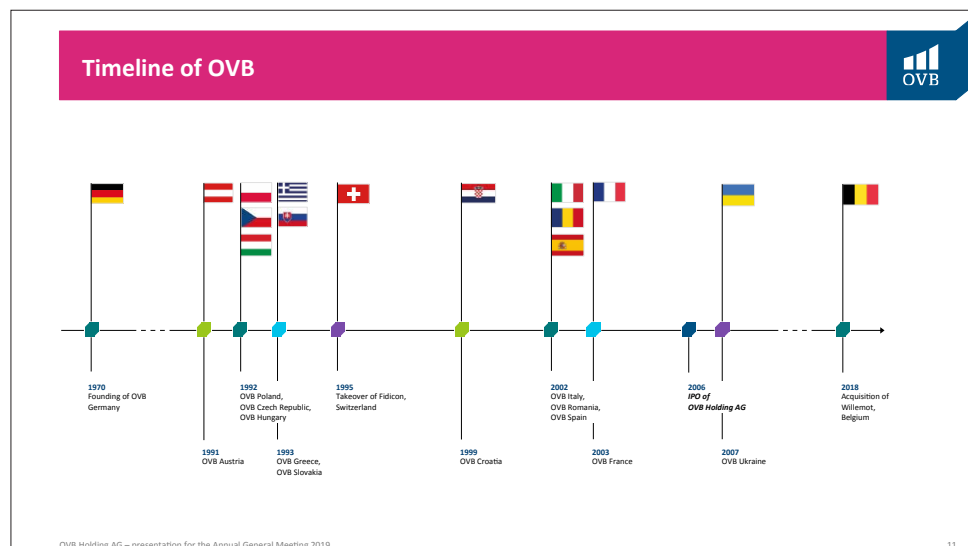 Timeline of OVB
OVB
1970
Founding of OVB
Germany
1991
OVB Austria
1992
OVB Poland,
OVB Czech Republic,
OVB Hungary
1993
OVB Greece,
OVB Slovakia
1995
Takeover of Fidicon,
Switzerland
1999
OVB Croatia
2002
OVB Italy,
OVB Romania,
OVB Spain
2003
OVB France
2006
IPO of
OVB Holding AG
2007
OVB Ukraine
2018
Acquisition of
Willemot,
Belgium
OVB Holding AG – presentation for the Annual General Meeting 2019
11